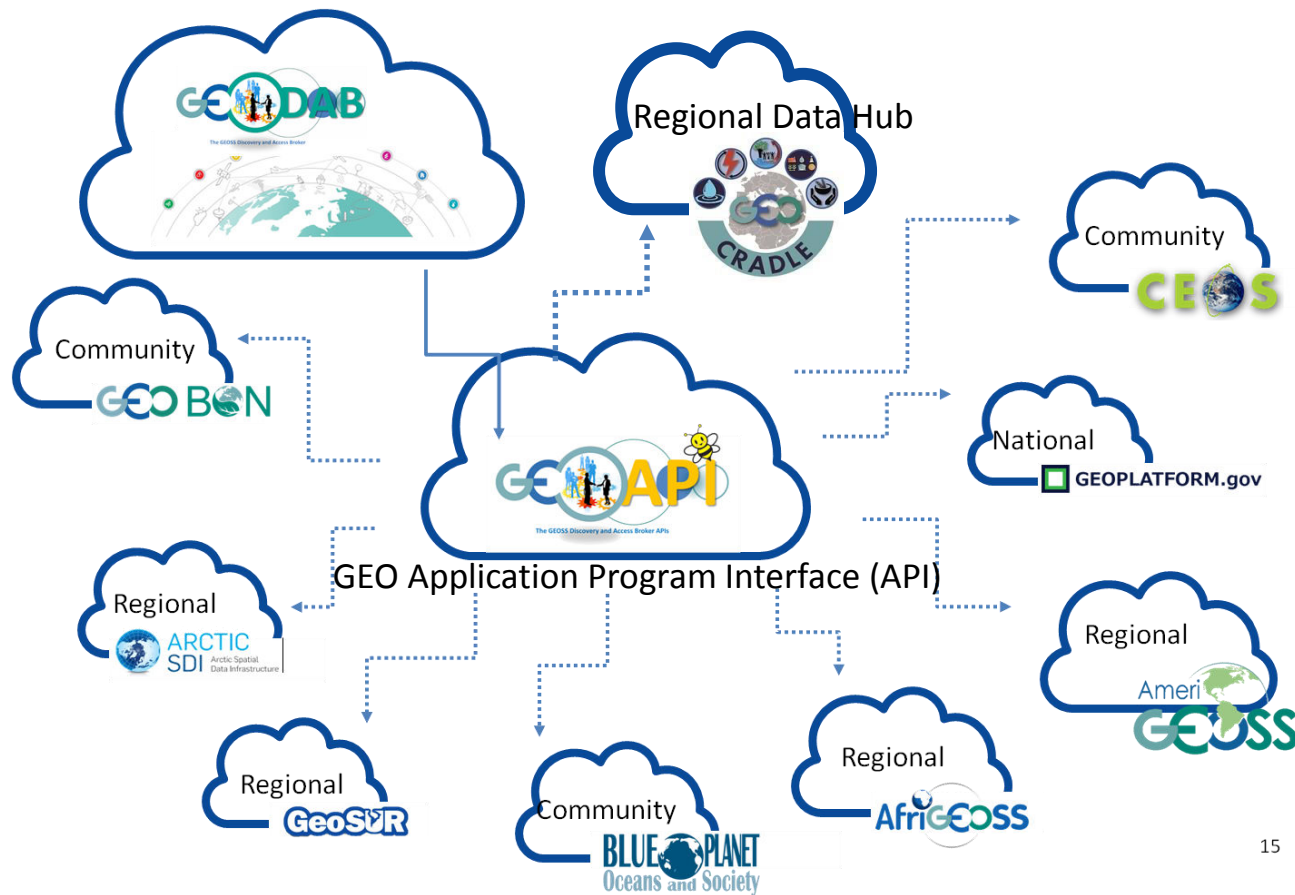 GEO DAB
The GEOSS Discovery and Access Broker
Regional Data Hub
GEO
CRADLE
Community
CEOS
Community
GEO BON
National
GEOPLATFORM.gov
GEO API
The GEOSS Discovery and Access Broker APIs
GEO Application Program Interface (API)
Regional
ARCTIC
SDI Arctic Spatial
Data Infrastructure
Regional
Ameri
GEOSS
Regional
GeoSUR
Community
BLUE PLANET
Oceans and Society
Regional
AfriGEOSS
15